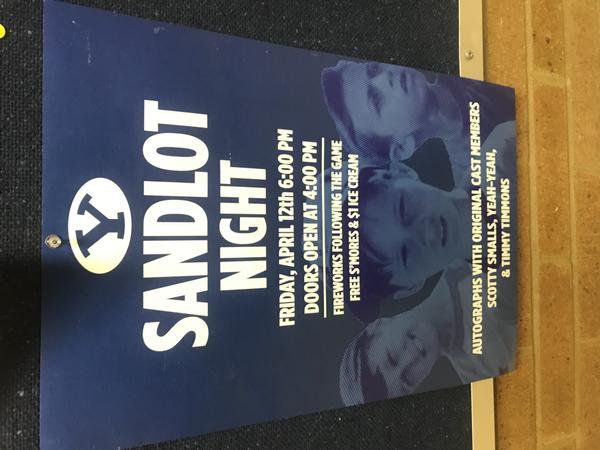 Y
SANDLOT
NIGHT
FRIDAY, APRIL 12th 6:00 PM
DOORS OPEN AT 4:00 PM
FIREWORKS FOLLOWING THE GAME
FREE S'MORES & $1 ICE CREAM
AUTOGRAPHS WITH ORIGINAL CAST MEMBERS
SCOTTY SMALLS, YEAH-YEAH,
& TIMMY TIMMONS